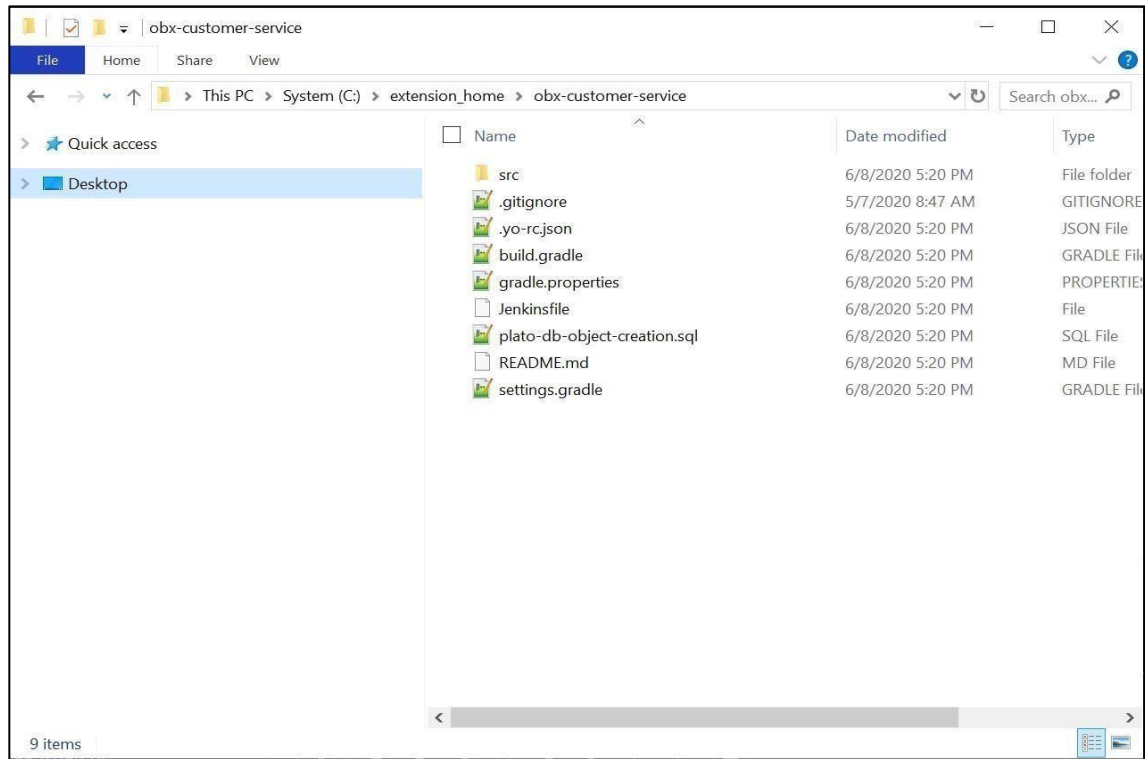 obx-customer-service
File Home Share View
This PC > System (C:) > extension_home > obx-customer-service Search obx...
Quick access
Desktop
Name Date modified Type
src 6/8/2020 5:20 PM File folder
.gitignore 5/7/2020 8:47 AM GITIGNORE
.yo-rc.json 6/8/2020 5:20 PM JSON File
build.gradle 6/8/2020 5:20 PM GRADLE File
gradle.properties 6/8/2020 5:20 PM PROPERTIES
Jenkinsfile 6/8/2020 5:20 PM File
plato-db-object-creation.sql 6/8/2020 5:20 PM SQL File
README.md 6/8/2020 5:20 PM MD File
settings.gradle 6/8/2020 5:20 PM GRADLE File
9 items